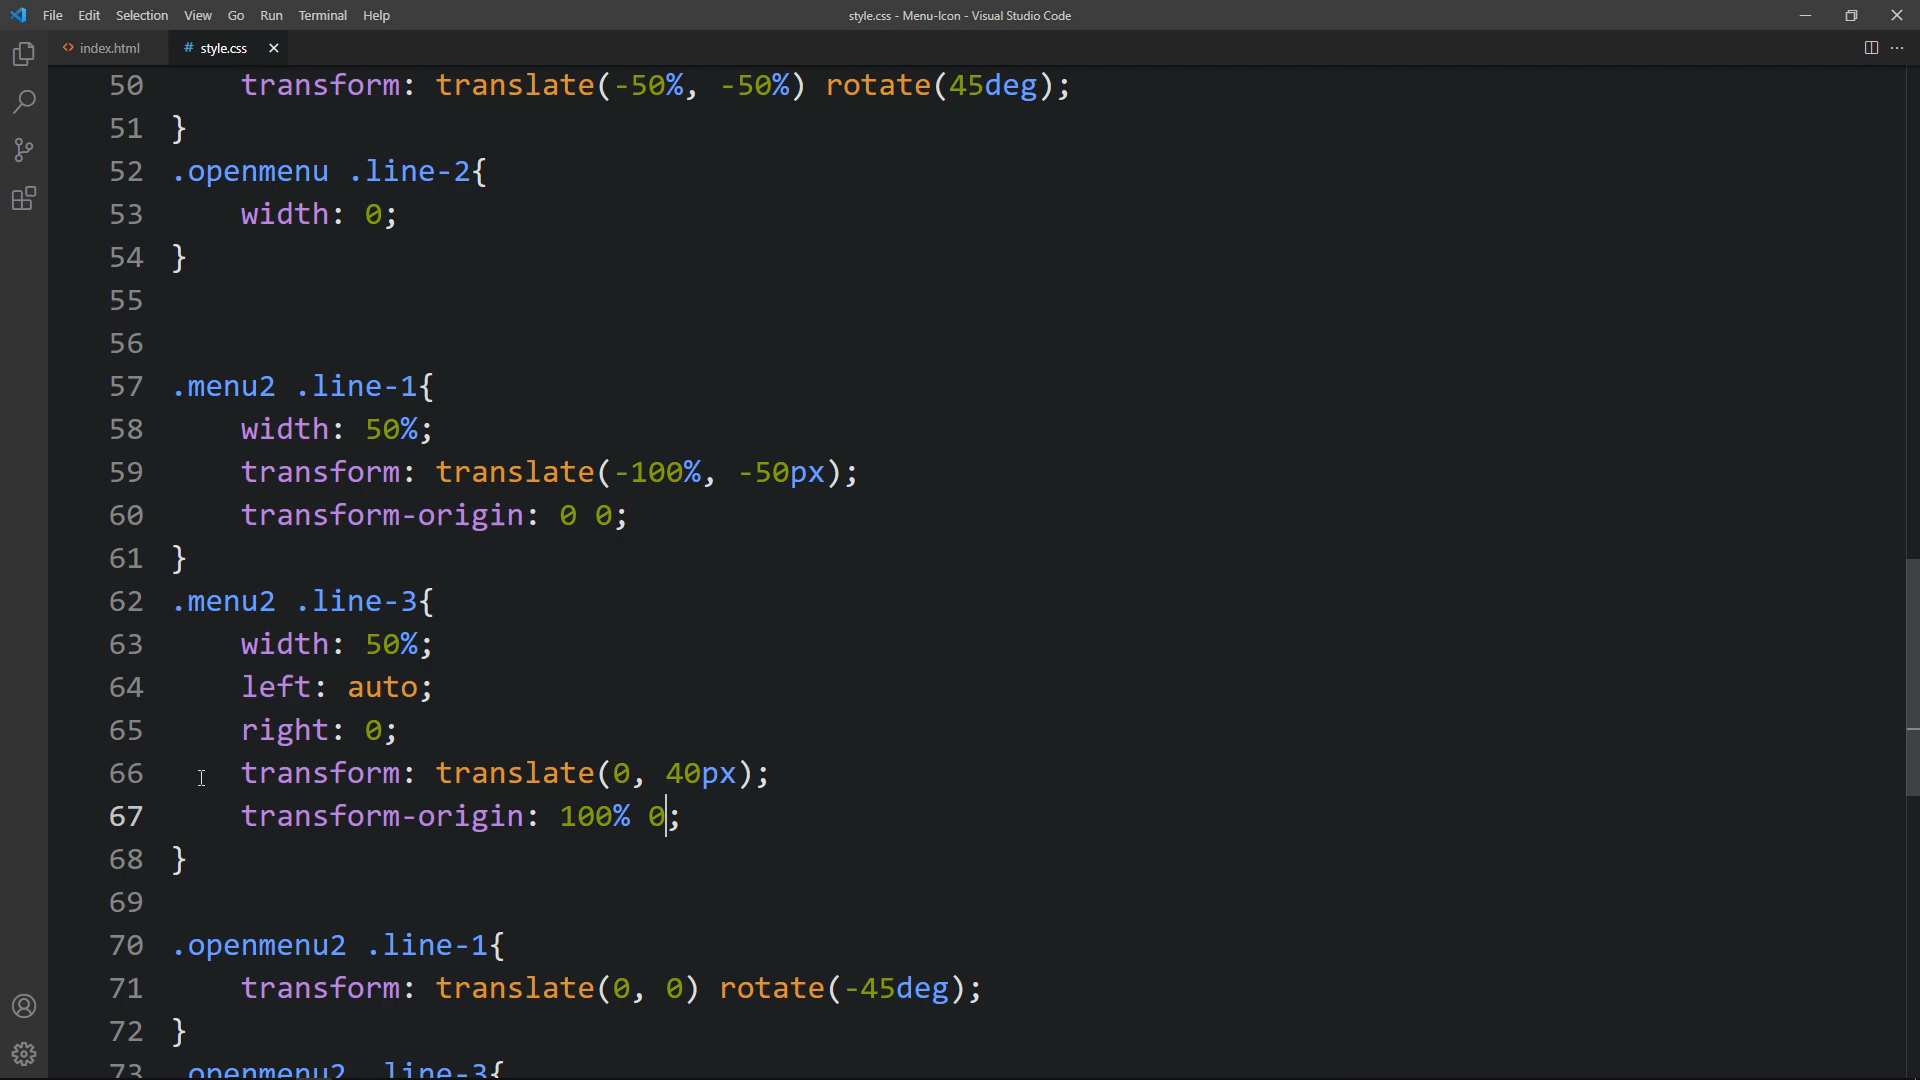 File Edit Selection View Go Run Terminal Help style.css - Menu-Icon - Visual Studio Code
index.html # style.css
50 transform: translate(-50%, -50%) rotate(45deg);
51 }
52 .openmenu .line-2{
53 width: 0;
54 }
55
56
57 .menu2 .line-1{
58 width: 50%;
59 transform: translate(-100%, -50px);
60 transform-origin: 0 0;
61 }
62 .menu2 .line-3{
63 width: 50%;
64 left: auto;
65 right: 0;
66 transform: translate(0, 40px);
67 transform-origin: 100% 0;
68 }
69
70 .openmenu2 .line-1{
71 transform: translate(0, 0) rotate(-45deg);
72 }
73 .openmenu2 .line-3{